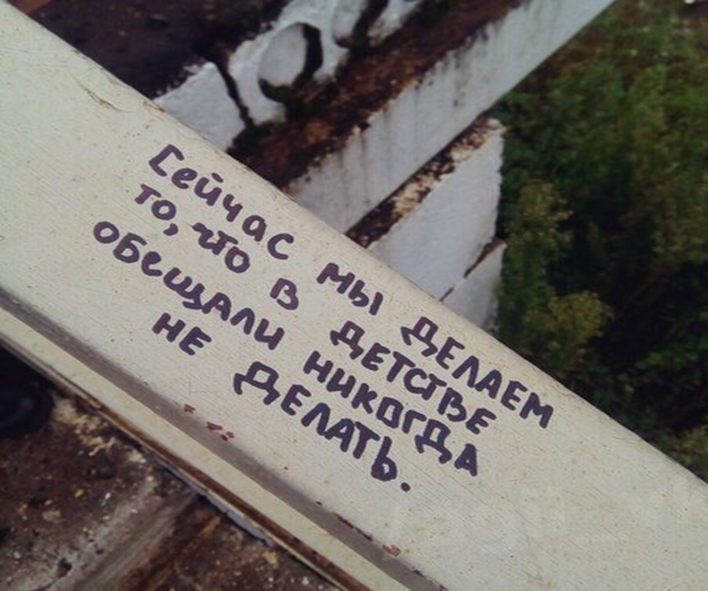 Сейчас мы делаем
то, что в детстве
обещали никогда
не делать.